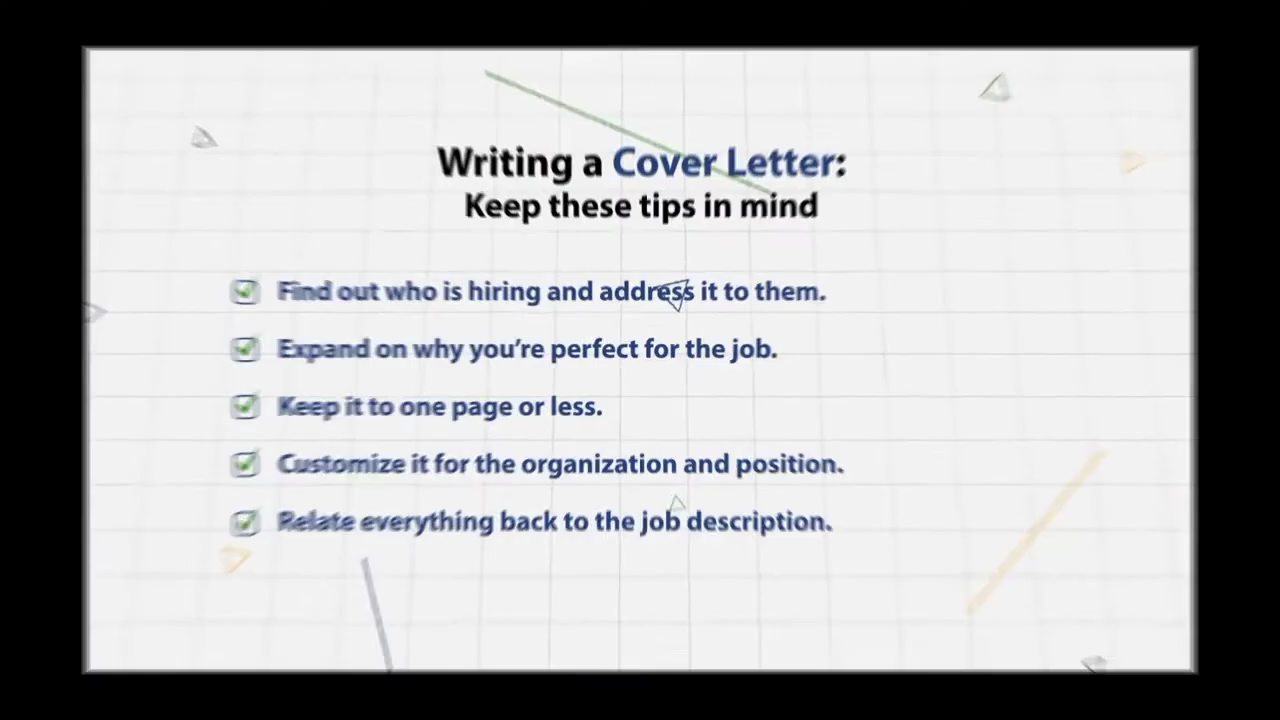 Writing a Cover Letter:
Keep these tips in mind
Find out who is hiring and address it to them.
Expand on why you're perfect for the job.
Keep it to one page or less.
Customize it for the organization and position.
Relate everything back to the job description.